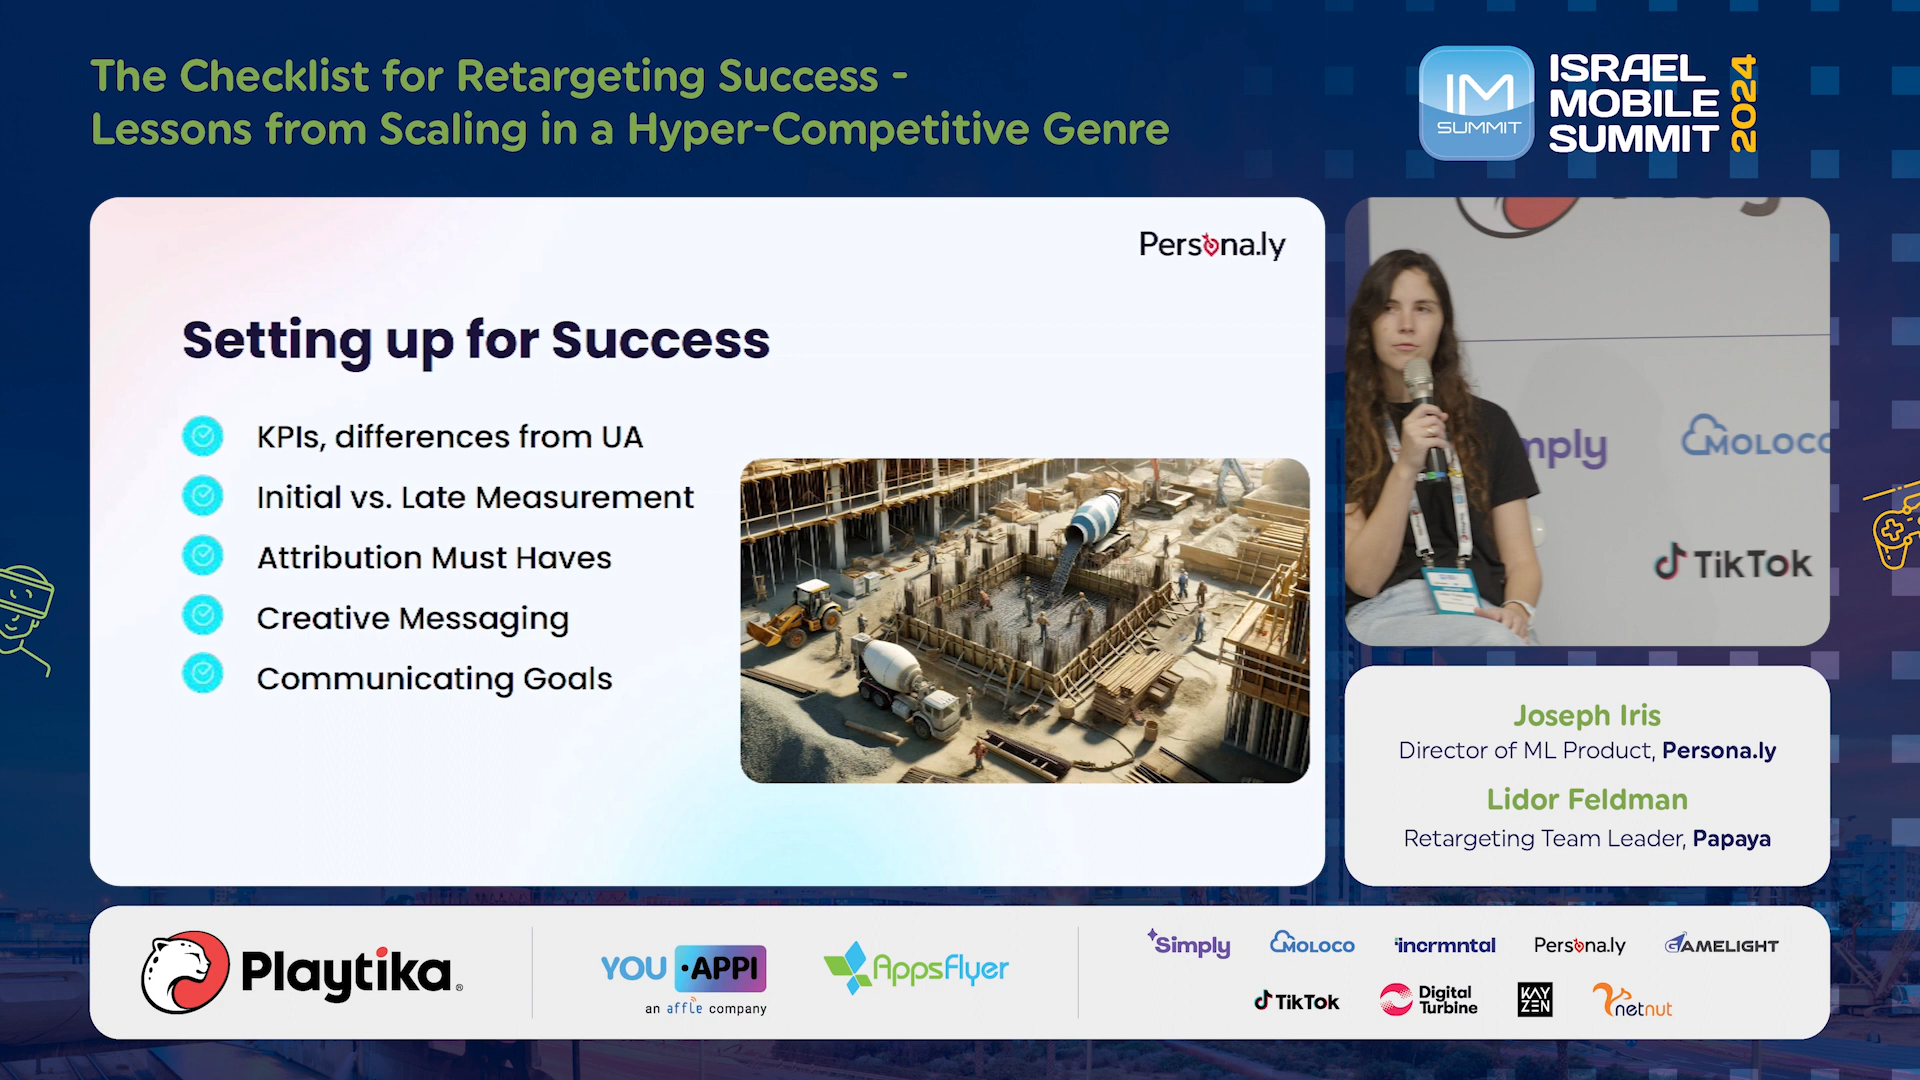 The Checklist for Retargeting Success -
Lessons from Scaling in a Hyper-Competitive Genre
IM
SUMMIT
ISRAEL
MOBILE
SUMMIT
2024
Persona.ly
Setting up for Success
KPIs, differences from UA
Initial vs. Late Measurement
Attribution Must Haves
Creative Messaging
Communicating Goals
mply
MOLOCO
TikTok
Joseph Iris
Director of ML Product, Persona.ly
Lidor Feldman
Retargeting Team Leader, Papaya
Playtika®
YOU•APPI
an affle company
AppsFlyer
Simply
MOLOCO
incrmntal
Persona.ly
GAMELIGHT
TikTok
Digital
Turbine
KAY
ZEN
netnut